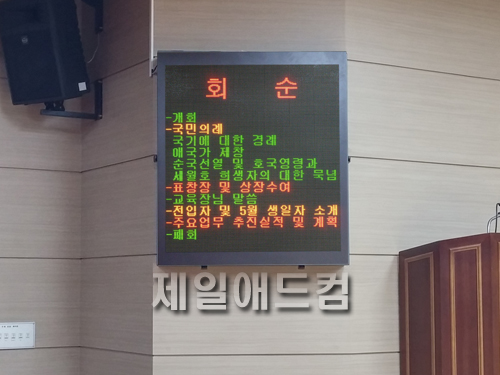 회 순
-개회
-국민의례
국기에 대한 경례
애국가 제창
순국선열 및 호국영령과
세월호 희생자의 대한 묵념
-표창장 및 상장수여
-교육장님 말씀
-전입자 및 5월 생일자 소개
-주요업무 추진실적 및 계획
-폐회
제일애드컴